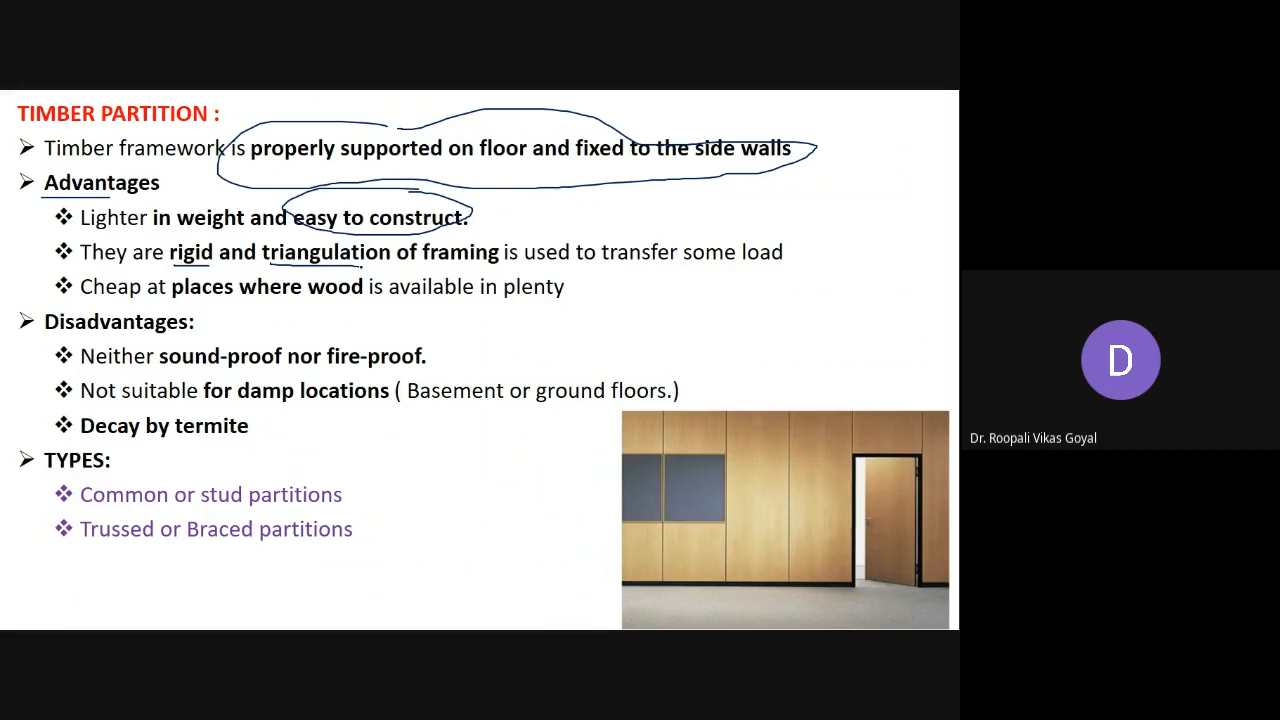 TIMBER PARTITION :
➢ Timber framework is properly supported on floor and fixed to the side walls
➢ Advantages
❖ Lighter in weight and easy to construct.
❖ They are rigid and triangulation of framing is used to transfer some load
❖ Cheap at places where wood is available in plenty
➢ Disadvantages:
❖ Neither sound-proof nor fire-proof.
❖ Not suitable for damp locations ( Basement or ground floors.)
❖ Decay by termite
➢ TYPES:
❖ Common or stud partitions
❖ Trussed or Braced partitions
D
Dr. Roopali Vikas Goyal